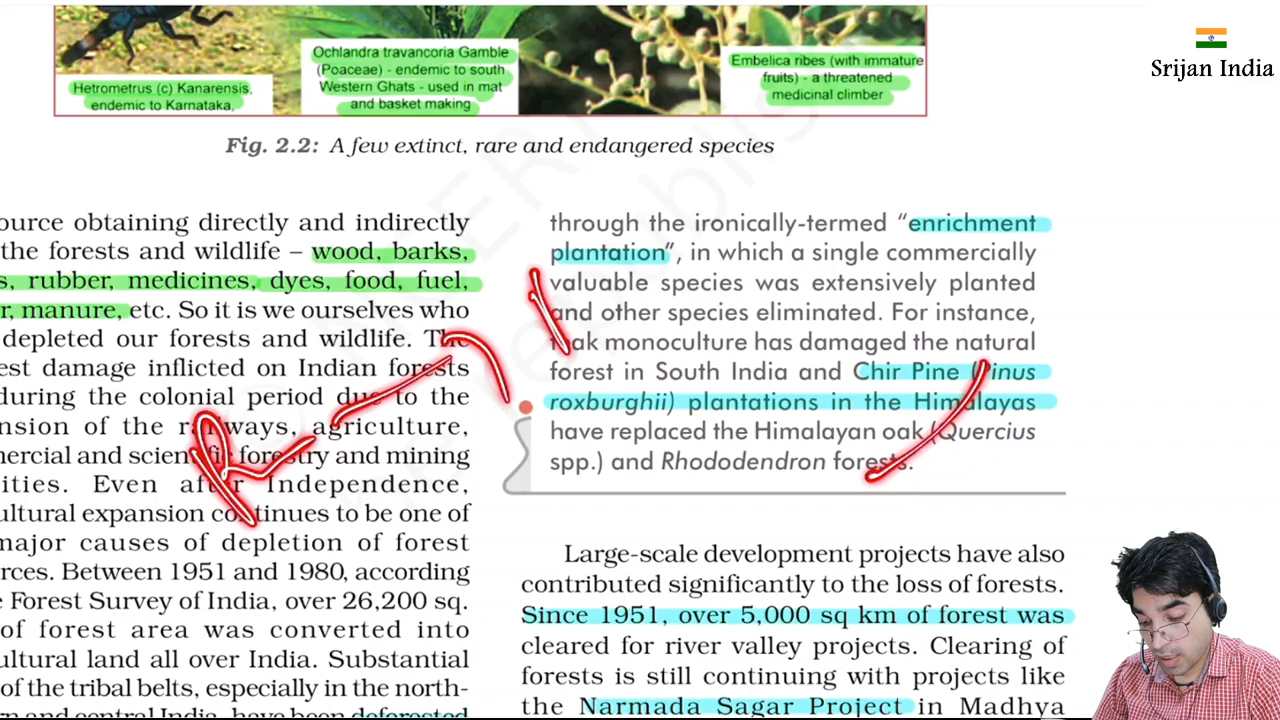 Srijan India
Hetrometrus (c) Kanarensis,
endemic to Karnataka,
Ochlandra travancoria Gamble
(Poaceae) - endemic to south
Western Ghats - used in mat
and basket making
Embelica ribes (with immature
fruits) - a threatened
medicinal climber
Fig. 2.2: A few extinct, rare and endangered species
ource obtaining directly and indirectly
the forests and wildlife – wood, barks,
s, rubber, medicines, dyes, food, fuel,
r, manure, etc. So it is we ourselves who
depleted our forests and wildlife. The
est damage inflicted on Indian forests
during the colonial period due to the
nsion of the railways, agriculture,
mercial and scientific forestry and mining
ities. Even after Independence,
ultural expansion continues to be one of
major causes of depletion of forest
rces. Between 1951 and 1980, according
e Forest Survey of India, over 26,200 sq.
of forest area was converted into
ultural land all over India. Substantial
of the tribal belts, especially in the north-
rn and central India, have been deforested
through the ironically-termed “enrichment
plantation”, in which a single commercially
valuable species was extensively planted
and other species eliminated. For instance,
teak monoculture has damaged the natural
forest in South India and Chir Pine (Pinus
roxburghii) plantations in the Himalayas
have replaced the Himalayan oak (Quercius
spp.) and Rhododendron forests.
Large-scale development projects have also
contributed significantly to the loss of forests.
Since 1951, over 5,000 sq km of forest was
cleared for river valley projects. Clearing of
forests is still continuing with projects like
the Narmada Sagar Project in Madhya